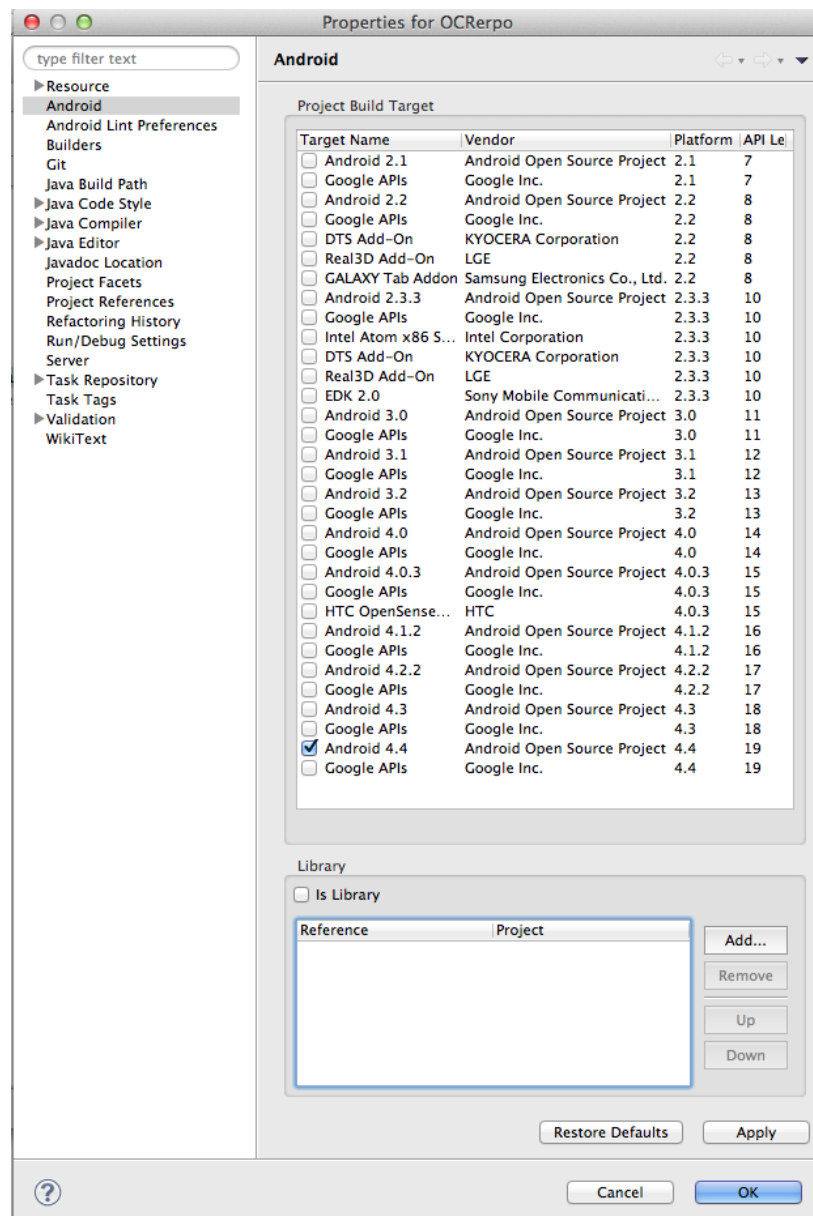 Properties for OCRerpo
type filter text
Resource
Android
Android Lint Preferences
Builders
Git
Java Build Path
Java Code Style
Java Compiler
Java Editor
Javadoc Location
Project Facets
Project References
Refactoring History
Run/Debug Settings
Server
Task Repository
Task Tags
Validation
WikiText
Android
Project Build Target
Target Name Vendor Platform API Le
Android 2.1 Android Open Source Project 2.1 7
Google APIs Google Inc. 2.1 7
Android 2.2 Android Open Source Project 2.2 8
Google APIs Google Inc. 2.2 8
DTS Add-On KYOCERA Corporation 2.2 8
Real3D Add-On LGE 2.2 8
GALAXY Tab Addon Samsung Electronics Co., Ltd. 2.2 8
Android 2.3.3 Android Open Source Project 2.3.3 10
Google APIs Google Inc. 2.3.3 10
Intel Atom x86 S... Intel Corporation 2.3.3 10
DTS Add-On KYOCERA Corporation 2.3.3 10
Real3D Add-On LGE 2.3.3 10
EDK 2.0 Sony Mobile Communicati... 2.3.3 10
Android 3.0 Android Open Source Project 3.0 11
Google APIs Google Inc. 3.0 11
Android 3.1 Android Open Source Project 3.1 12
Google APIs Google Inc. 3.1 12
Android 3.2 Android Open Source Project 3.2 13
Google APIs Google Inc. 3.2 13
Android 4.0 Android Open Source Project 4.0 14
Google APIs Google Inc. 4.0 14
Android 4.0.3 Android Open Source Project 4.0.3 15
Google APIs Google Inc. 4.0.3 15
HTC OpenSense... HTC 4.0.3 15
Android 4.1.2 Android Open Source Project 4.1.2 16
Google APIs Google Inc. 4.1.2 16
Android 4.2.2 Android Open Source Project 4.2.2 17
Google APIs Google Inc. 4.2.2 17
Android 4.3 Android Open Source Project 4.3 18
Google APIs Google Inc. 4.3 18
Android 4.4 Android Open Source Project 4.4 19
Google APIs Google Inc. 4.4 19
Library
Is Library
Reference Project
Add...
Remove
Up
Down
Restore Defaults Apply
? Cancel OK